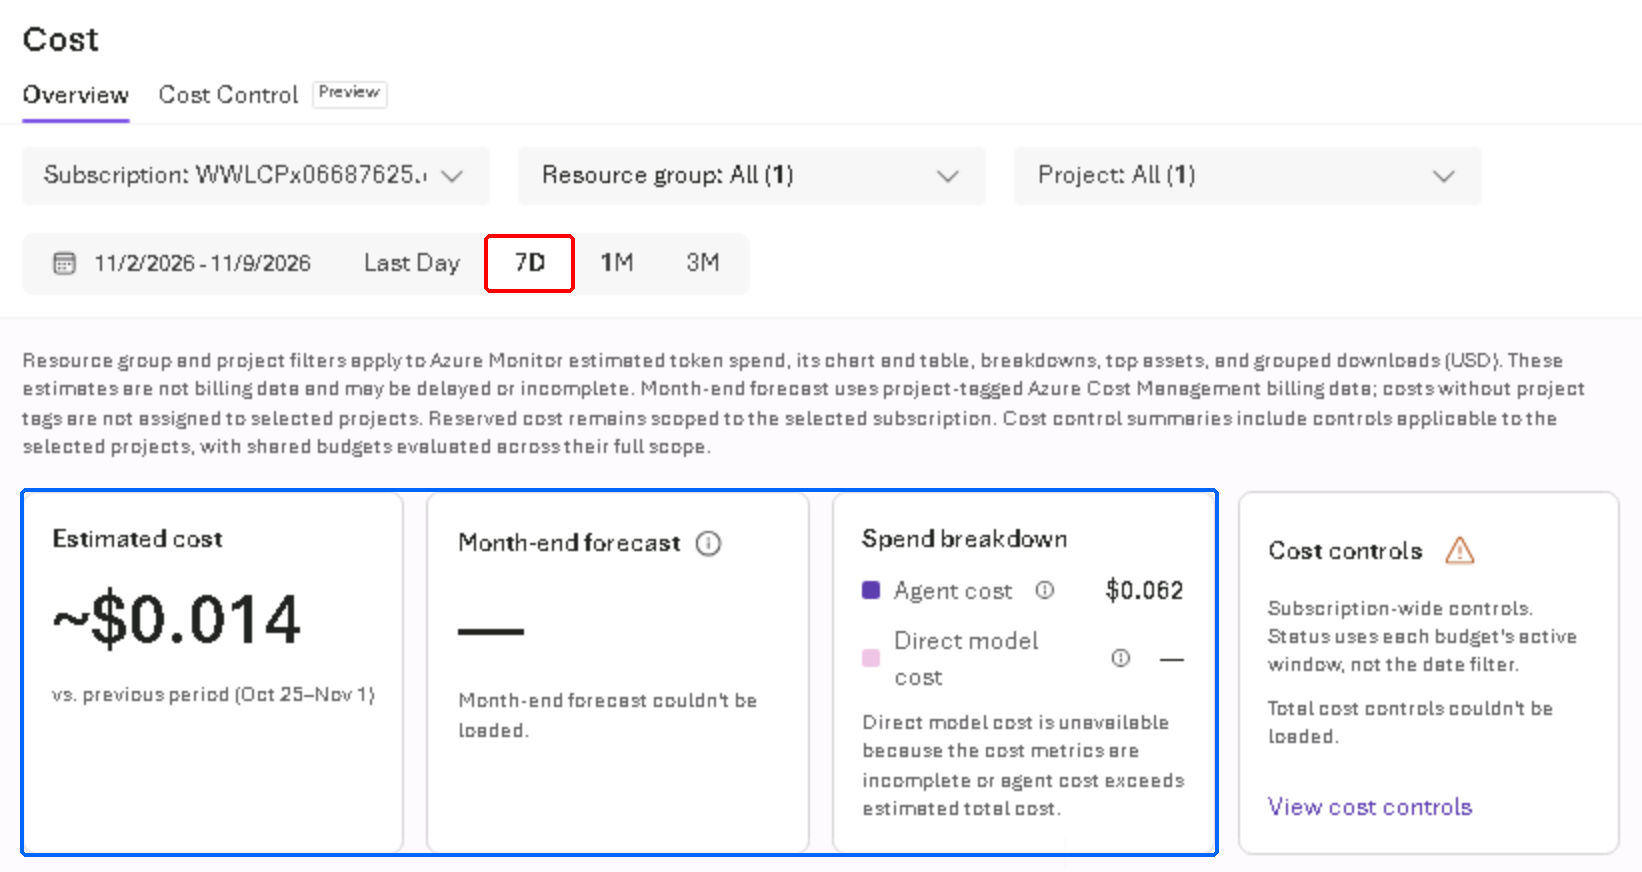 Cost
Overview Cost Control Preview
Subscription: WWLCPx06687625. Resource group: All (1) Project: All (1)
11/2/2026 - 11/9/2026 Last Day 7D 1M 3M
Resource group and project filters apply to Azure Monitor estimated token spend, its chart and table, breakdowns, top assets, and grouped downloads (USD). These
estimates are not billing data and may be delayed or incomplete. Month-end forecast uses project-tagged Azure Cost Management billing data; costs without project
tags are not assigned to selected projects. Reserved cost remains scoped to the selected subscription. Cost control summaries include controls applicable to the
selected projects, with shared budgets evaluated across their full scope.
Estimated cost
~$0.014
vs. previous period (Oct 25–Nov 1)
Month-end forecast
—
Month-end forecast couldn't be
loaded.
Spend breakdown
Agent cost $0.062
Direct model
cost —
Direct model cost is unavailable
because the cost metrics are
incomplete or agent cost exceeds
estimated total cost.
Cost controls
Subscription-wide controls.
Status uses each budget's active
window, not the date filter.
Total cost controls couldn't be
loaded.
View cost controls